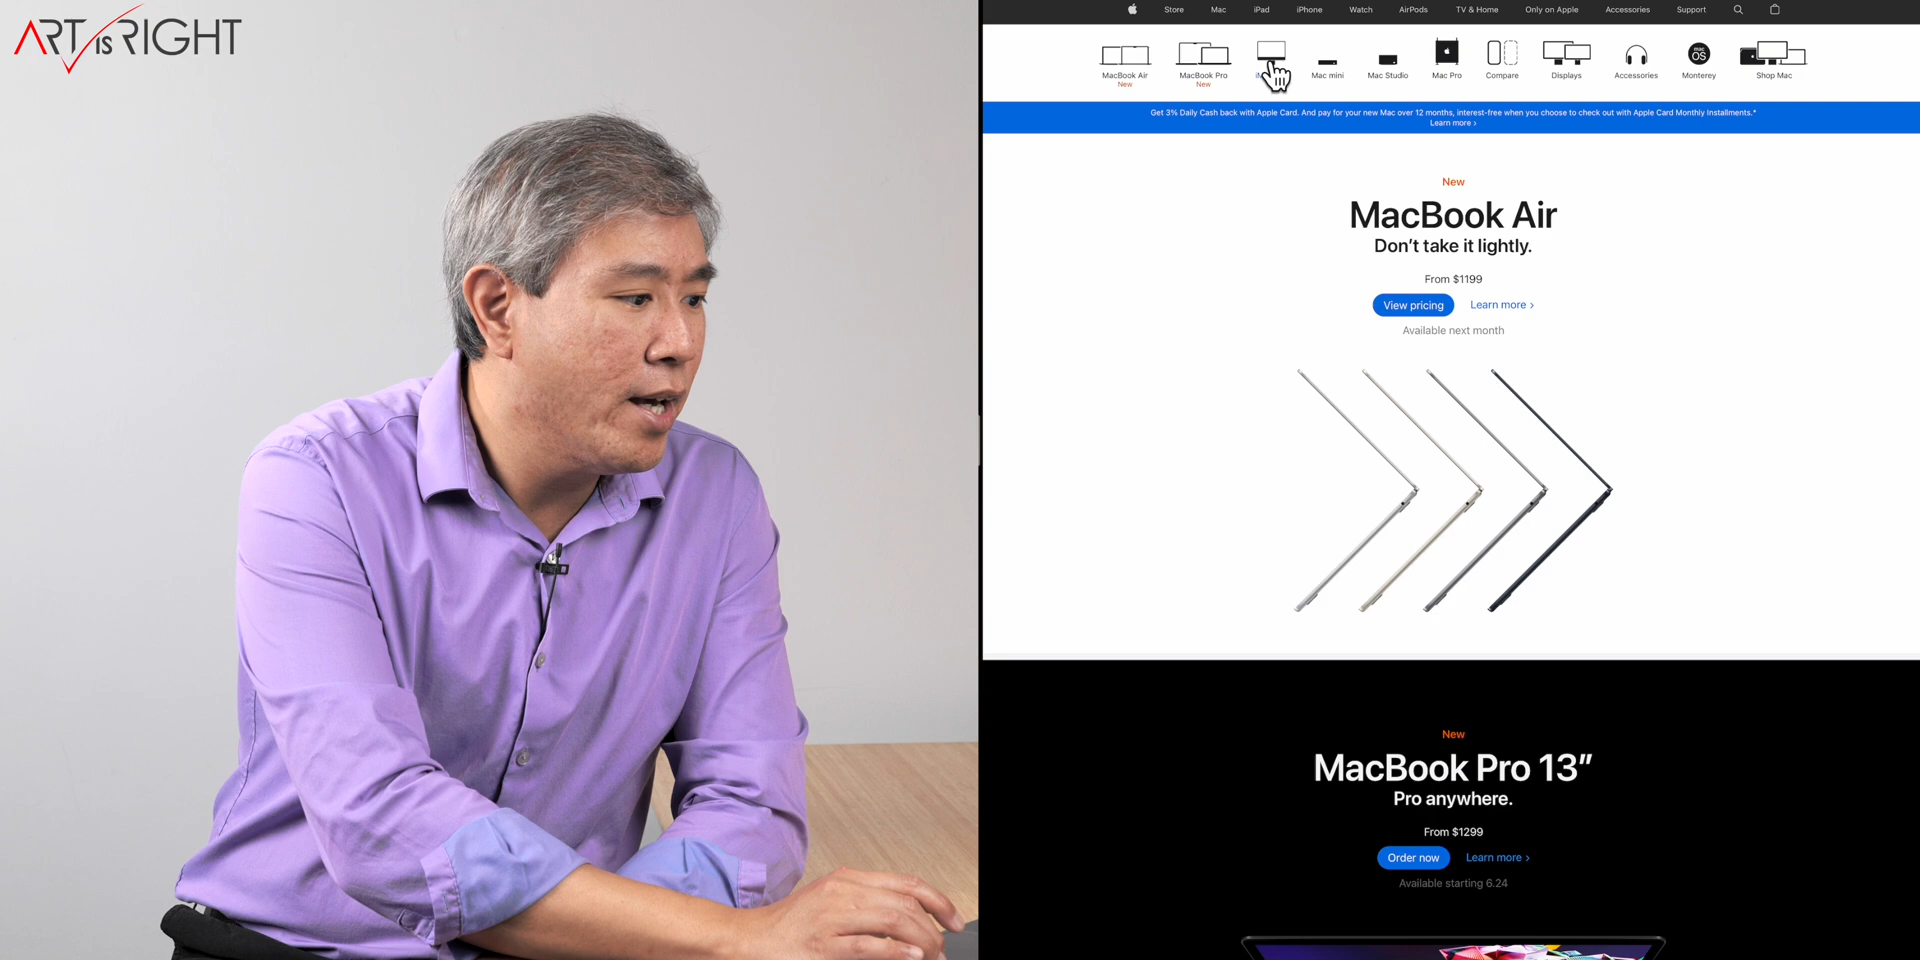 ART IS RIGHT
Store Mac iPad iPhone Watch AirPods TV & Home Only on Apple Accessories Support
MacBook Air MacBook Pro Mac mini Mac Studio Mac Pro Compare Displays Accessories Monterey Shop Mac
New New
mac OS
Get 3% Daily Cash back with Apple Card. And pay for your new Mac over 12 months, interest-free when you choose to check out with Apple Card Monthly Installments.*
Learn more >
New
MacBook Air
Don't take it lightly.
From $1199
View pricing Learn more >
Available next month
New
MacBook Pro 13”
Pro anywhere.
From $1299
Order now Learn more >
Available starting 6.24